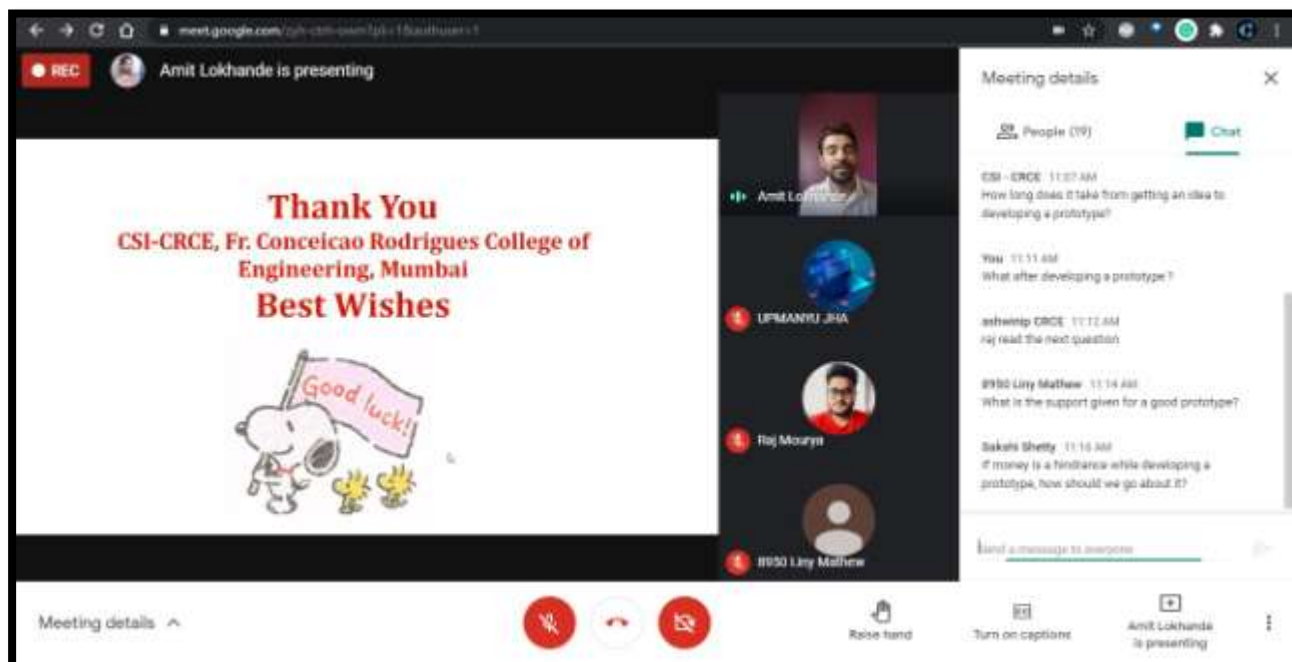 meet.google.com
REC
Amit Lokhande is presenting
Thank You
CSI-CRCE, Fr. Conceicao Rodrigues College of
Engineering, Mumbai
Best Wishes
Good luck!!
Amit Lokhande
UPMANYU JHA
Raj Mourya
8950 Liny Mathew
Meeting details
People (19)
Chat
CSI - CRCE 11:07 AM
How long does it take from getting an idea to
developing a prototype?
You 11:11 AM
What after developing a prototype ?
ashwinip CRCE 11:12 AM
raj read the next question
8950 Liny Mathew 11:14 AM
What is the support given for a good prototype?
Sakshi Shetty 11:16 AM
If money is a hindrance while developing a
prototype, how should we go about it?
Send a message to everyone
Meeting details
Raise hand
Turn on captions
Amit Lokhande
is presenting